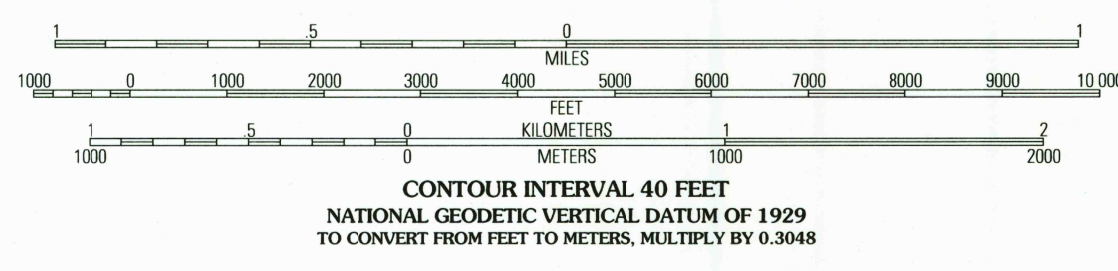 1 .5 0 1
MILES
1000 0 1000 2000 3000 4000 5000 6000 7000 8000 9000 10 000
FEET
1 .5 0 KILOMETERS 1 2
1000 0 METERS 1000 2000
CONTOUR INTERVAL 40 FEET
NATIONAL GEODETIC VERTICAL DATUM OF 1929
TO CONVERT FROM FEET TO METERS, MULTIPLY BY 0.3048